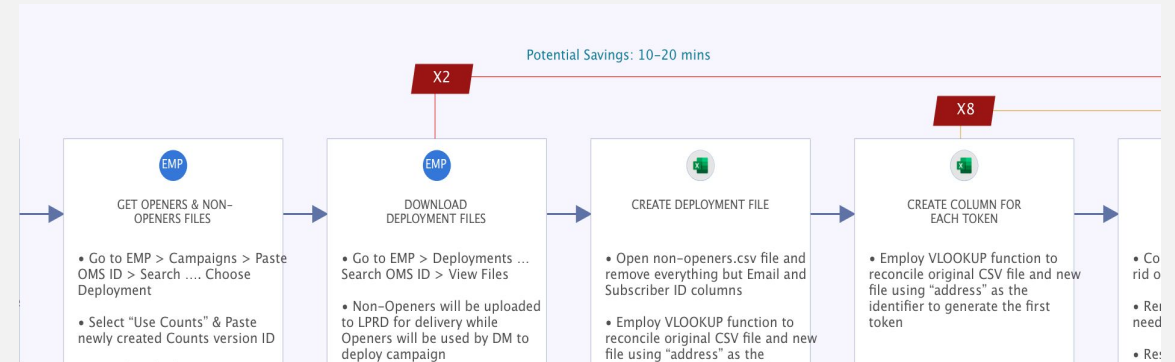 Potential Savings: 10-20 mins
X2
X8
EMP
GET OPENERS & NON-
OPENERS FILES
• Go to EMP > Campaigns > Paste
OMS ID > Search .... Choose
Deployment
• Select “Use Counts” & Paste
newly created Counts version ID
EMP
DOWNLOAD
DEPLOYMENT FILES
• Go to EMP > Deployments ...
Search OMS ID > View Files
• Non-Openers will be uploaded
to LPRD for delivery while
Openers will be used by DM to
deploy campaign
CREATE DEPLOYMENT FILE
• Open non-openers.csv file and
remove everything but Email and
Subscriber ID columns
• Employ VLOOKUP function to
reconcile original CSV file and new
file using “address” as the
CREATE COLUMN FOR
EACH TOKEN
• Employ VLOOKUP function to
reconcile original CSV file and new
file using “address” as the
identifier to generate the first
token